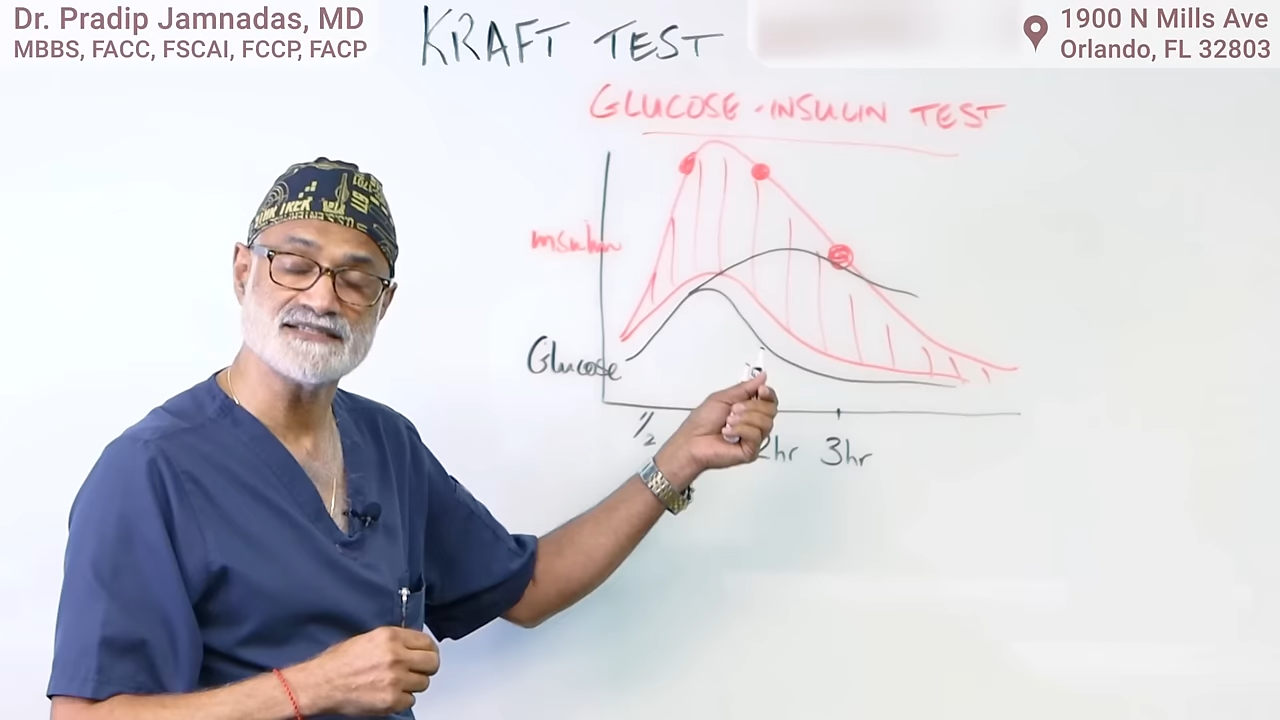 Dr. Pradip Jamnadas, MD
MBBS, FACC, FSCAI, FCCP, FACP
1900 N Mills Ave
Orlando, FL 32803
KRAFT TEST
GLUCOSE-INSULIN TEST
insulin
Glucose
1/2
2hr 3hr